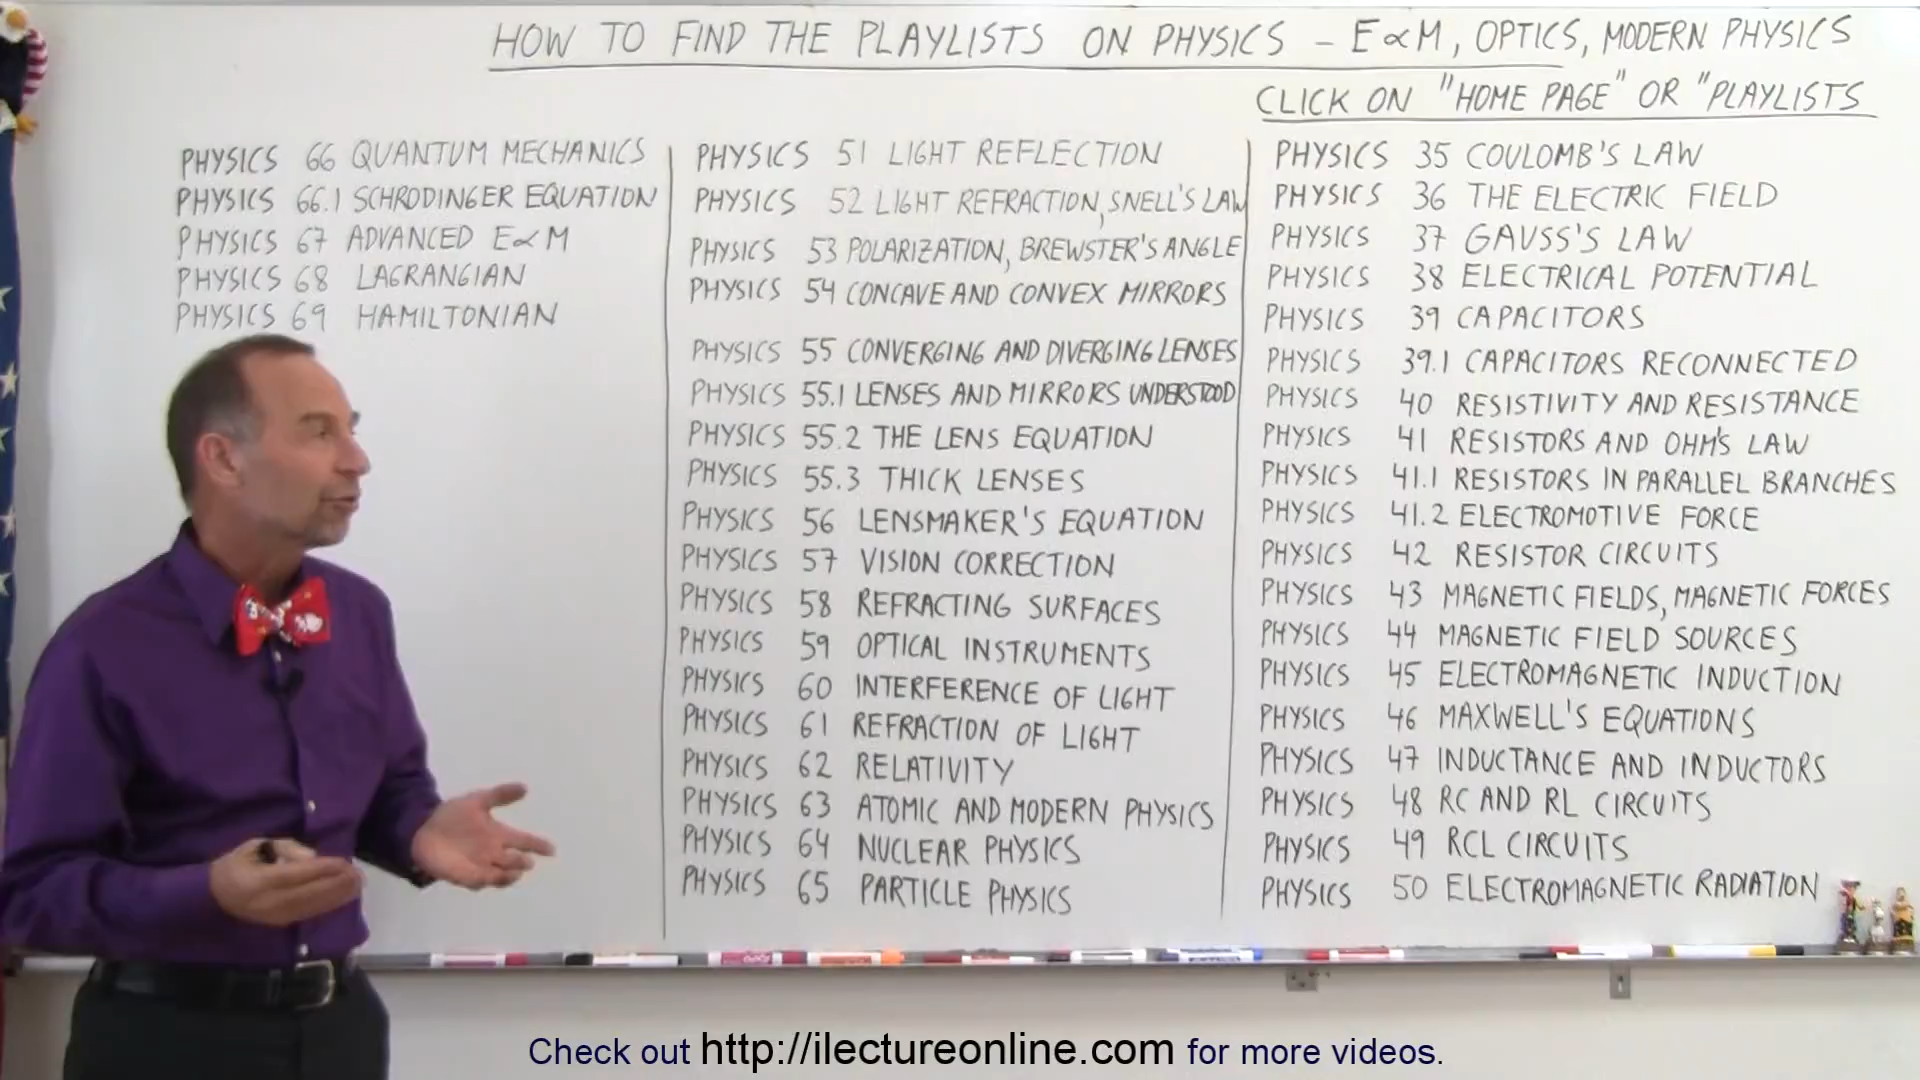 HOW TO FIND THE PLAYLISTS ON PHYSICS – E∝M, OPTICS, MODERN PHYSICS
CLICK ON "HOME PAGE" OR "PLAYLISTS
PHYSICS 66 QUANTUM MECHANICS
PHYSICS 66.1 SCHRODINGER EQUATION
PHYSICS 67 ADVANCED E∝M
PHYSICS 68 LAGRANGIAN
PHYSICS 69 HAMILTONIAN
PHYSICS 51 LIGHT REFLECTION
PHYSICS 52 LIGHT REFRACTION, SNELL'S LAW
PHYSICS 53 POLARIZATION, BREWSTER'S ANGLE
PHYSICS 54 CONCAVE AND CONVEX MIRRORS
PHYSICS 55 CONVERGING AND DIVERGING LENSES
PHYSICS 55.1 LENSES AND MIRRORS UNDERSTOOD
PHYSICS 55.2 THE LENS EQUATION
PHYSICS 55.3 THICK LENSES
PHYSICS 56 LENSMAKER'S EQUATION
PHYSICS 57 VISION CORRECTION
PHYSICS 58 REFRACTING SURFACES
PHYSICS 59 OPTICAL INSTRUMENTS
PHYSICS 60 INTERFERENCE OF LIGHT
PHYSICS 61 REFRACTION OF LIGHT
PHYSICS 62 RELATIVITY
PHYSICS 63 ATOMIC AND MODERN PHYSICS
PHYSICS 64 NUCLEAR PHYSICS
PHYSICS 65 PARTICLE PHYSICS
PHYSICS 35 COULOMB'S LAW
PHYSICS 36 THE ELECTRIC FIELD
PHYSICS 37 GAUSS'S LAW
PHYSICS 38 ELECTRICAL POTENTIAL
PHYSICS 39 CAPACITORS
PHYSICS 39.1 CAPACITORS RECONNECTED
PHYSICS 40 RESISTIVITY AND RESISTANCE
PHYSICS 41 RESISTORS AND OHM'S LAW
PHYSICS 41.1 RESISTORS IN PARALLEL BRANCHES
PHYSICS 41.2 ELECTROMOTIVE FORCE
PHYSICS 42 RESISTOR CIRCUITS
PHYSICS 43 MAGNETIC FIELDS, MAGNETIC FORCES
PHYSICS 44 MAGNETIC FIELD SOURCES
PHYSICS 45 ELECTROMAGNETIC INDUCTION
PHYSICS 46 MAXWELL'S EQUATIONS
PHYSICS 47 INDUCTANCE AND INDUCTORS
PHYSICS 48 RC AND RL CIRCUITS
PHYSICS 49 RCL CIRCUITS
PHYSICS 50 ELECTROMAGNETIC RADIATION
Check out http://ilectureonline.com for more videos.